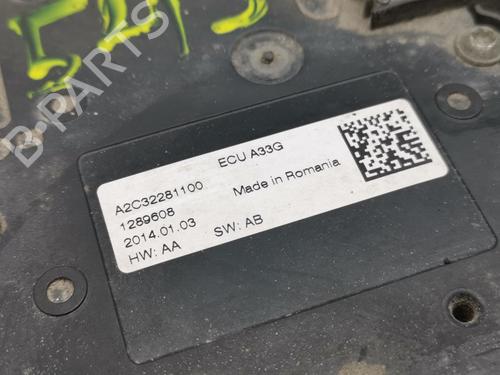 ECU A33G
A2C32281100
Made in Romania
1289608
2014.01.03
HW: AA
SW: AB
B-PARTS